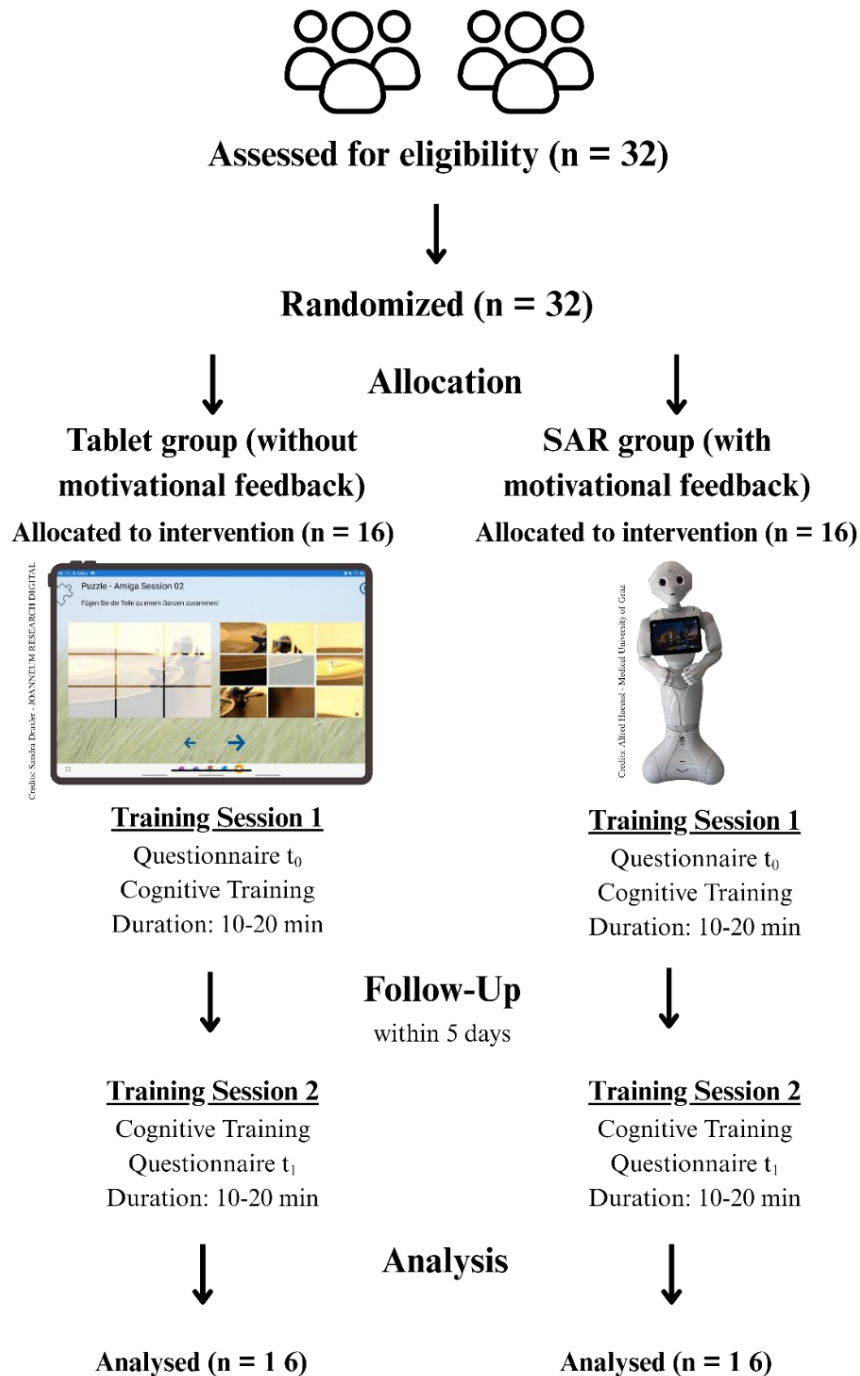 Assessed for eligibility (n = 32)
Randomized (n = 32)
Allocation
Tablet group (without
motivational feedback)
Allocated to intervention (n = 16)
SAR group (with
motivational feedback)
Allocated to intervention (n = 16)
Credits: Sandra Draxler - JOANNEUM RESEARCH DIGITAL
Puzzle - Amiga Session 02
Fügen Sie die Teile zu einem Ganzen zusammen!
Credits: Alfred Haeussl - Medical University of Graz
Training Session 1
Questionnaire t₀
Cognitive Training
Duration: 10-20 min
Training Session 1
Questionnaire t₀
Cognitive Training
Duration: 10-20 min
Follow-Up
within 5 days
Training Session 2
Cognitive Training
Questionnaire t₁
Duration: 10-20 min
Training Session 2
Cognitive Training
Questionnaire t₁
Duration: 10-20 min
Analysis
Analysed (n = 1 6)
Analysed (n = 1 6)